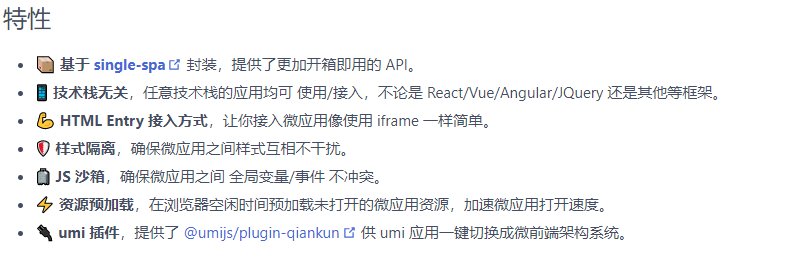 特性
基于 single-spa 封装，提供了更加开箱即用的 API。
技术栈无关，任意技术栈的应用均可 使用/接入，不论是 React/Vue/Angular/JQuery 还是其他等框架。
HTML Entry 接入方式，让你接入微应用像使用 iframe 一样简单。
样式隔离，确保微应用之间样式互相不干扰。
JS 沙箱，确保微应用之间 全局变量/事件 不冲突。
资源预加载，在浏览器空闲时间预加载未打开的微应用资源，加速微应用打开速度。
umi 插件，提供了 @umijs/plugin-qiankun 供 umi 应用一键切换成微前端架构系统。